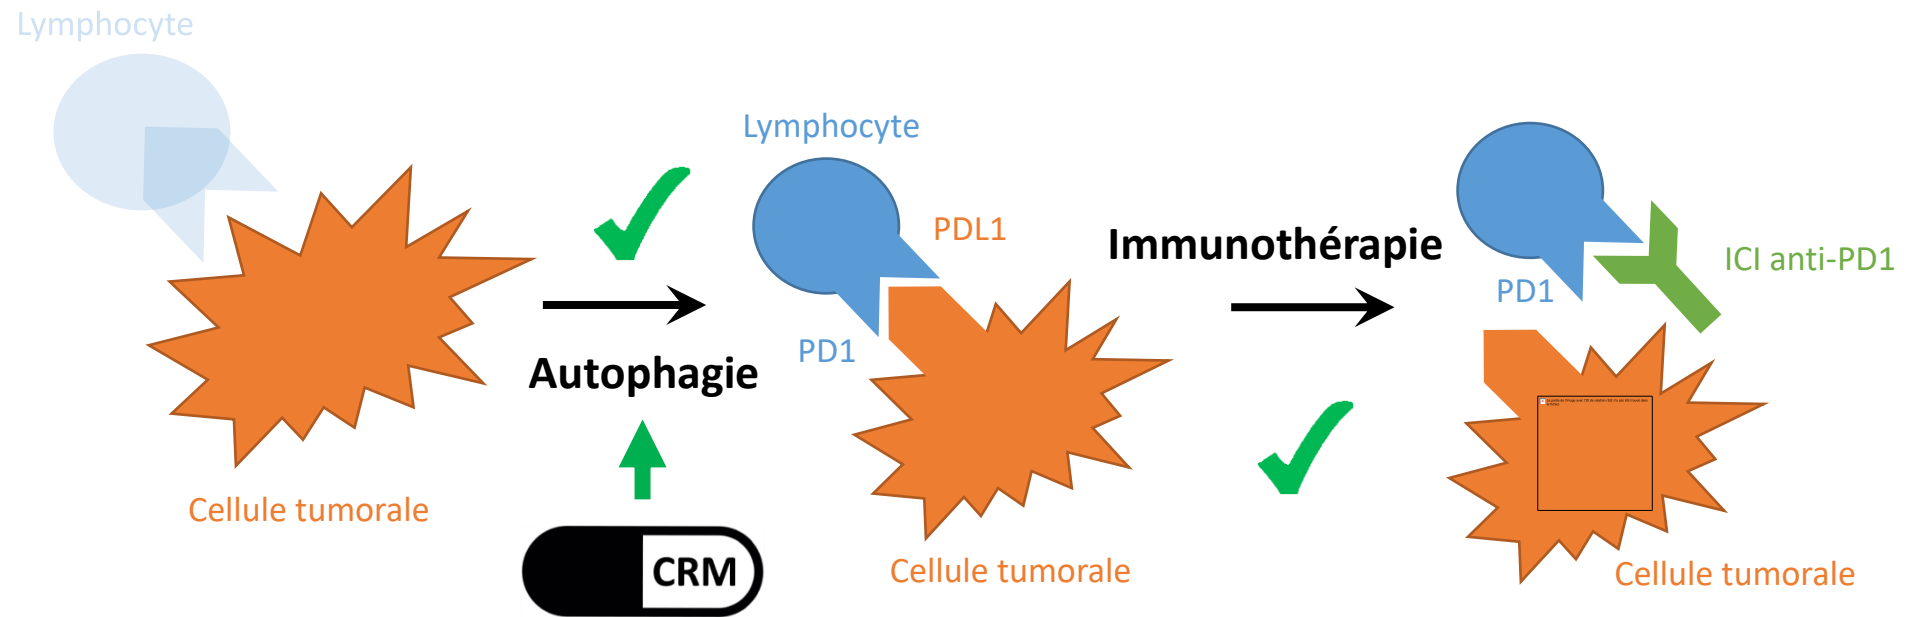 Lymphocyte
Cellule tumorale
Autophagie
CRM
Lymphocyte
PDL1
PD1
Cellule tumorale
Immunothérapie
PD1
ICI anti-PD1
Cellule tumorale